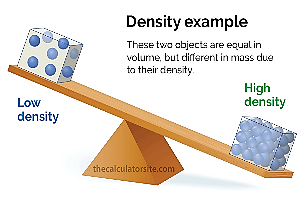 Density example
These two objects are equal in
volume, but different in mass due
to their density.
Low
density
High
density
thecalculatorsite.com